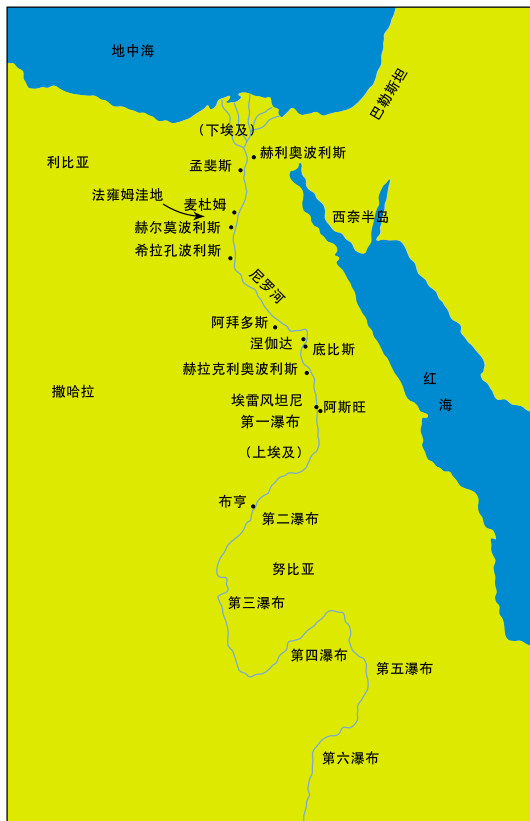 地中海
巴勒斯坦
（下埃及）
赫利奥波利斯
利比亚
孟斐斯
法雍姆洼地
麦杜姆
西奈半岛
赫尔莫波利斯
希拉孔波利斯
尼罗河
阿拜多斯
涅伽达
底比斯
赫拉克利奥波利斯
红海
撒哈拉
埃雷风坦尼
阿斯旺
第一瀑布
（上埃及）
布亨
第二瀑布
努比亚
第三瀑布
第四瀑布
第五瀑布
第六瀑布